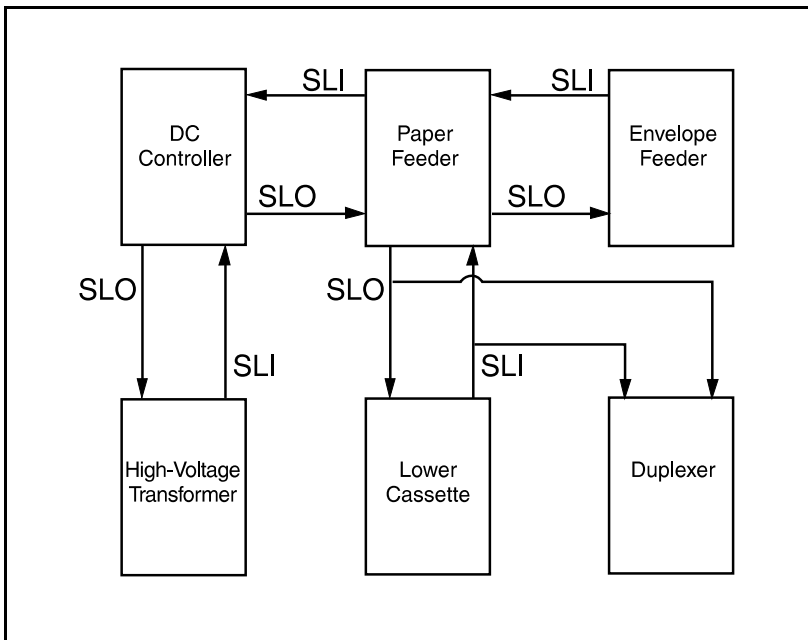 SLI
SLI
DC
Controller
Paper
Feeder
Envelope
Feeder
SLO
SLO
SLO
SLO
SLI
SLI
High-Voltage
Transformer
Lower
Cassette
Duplexer